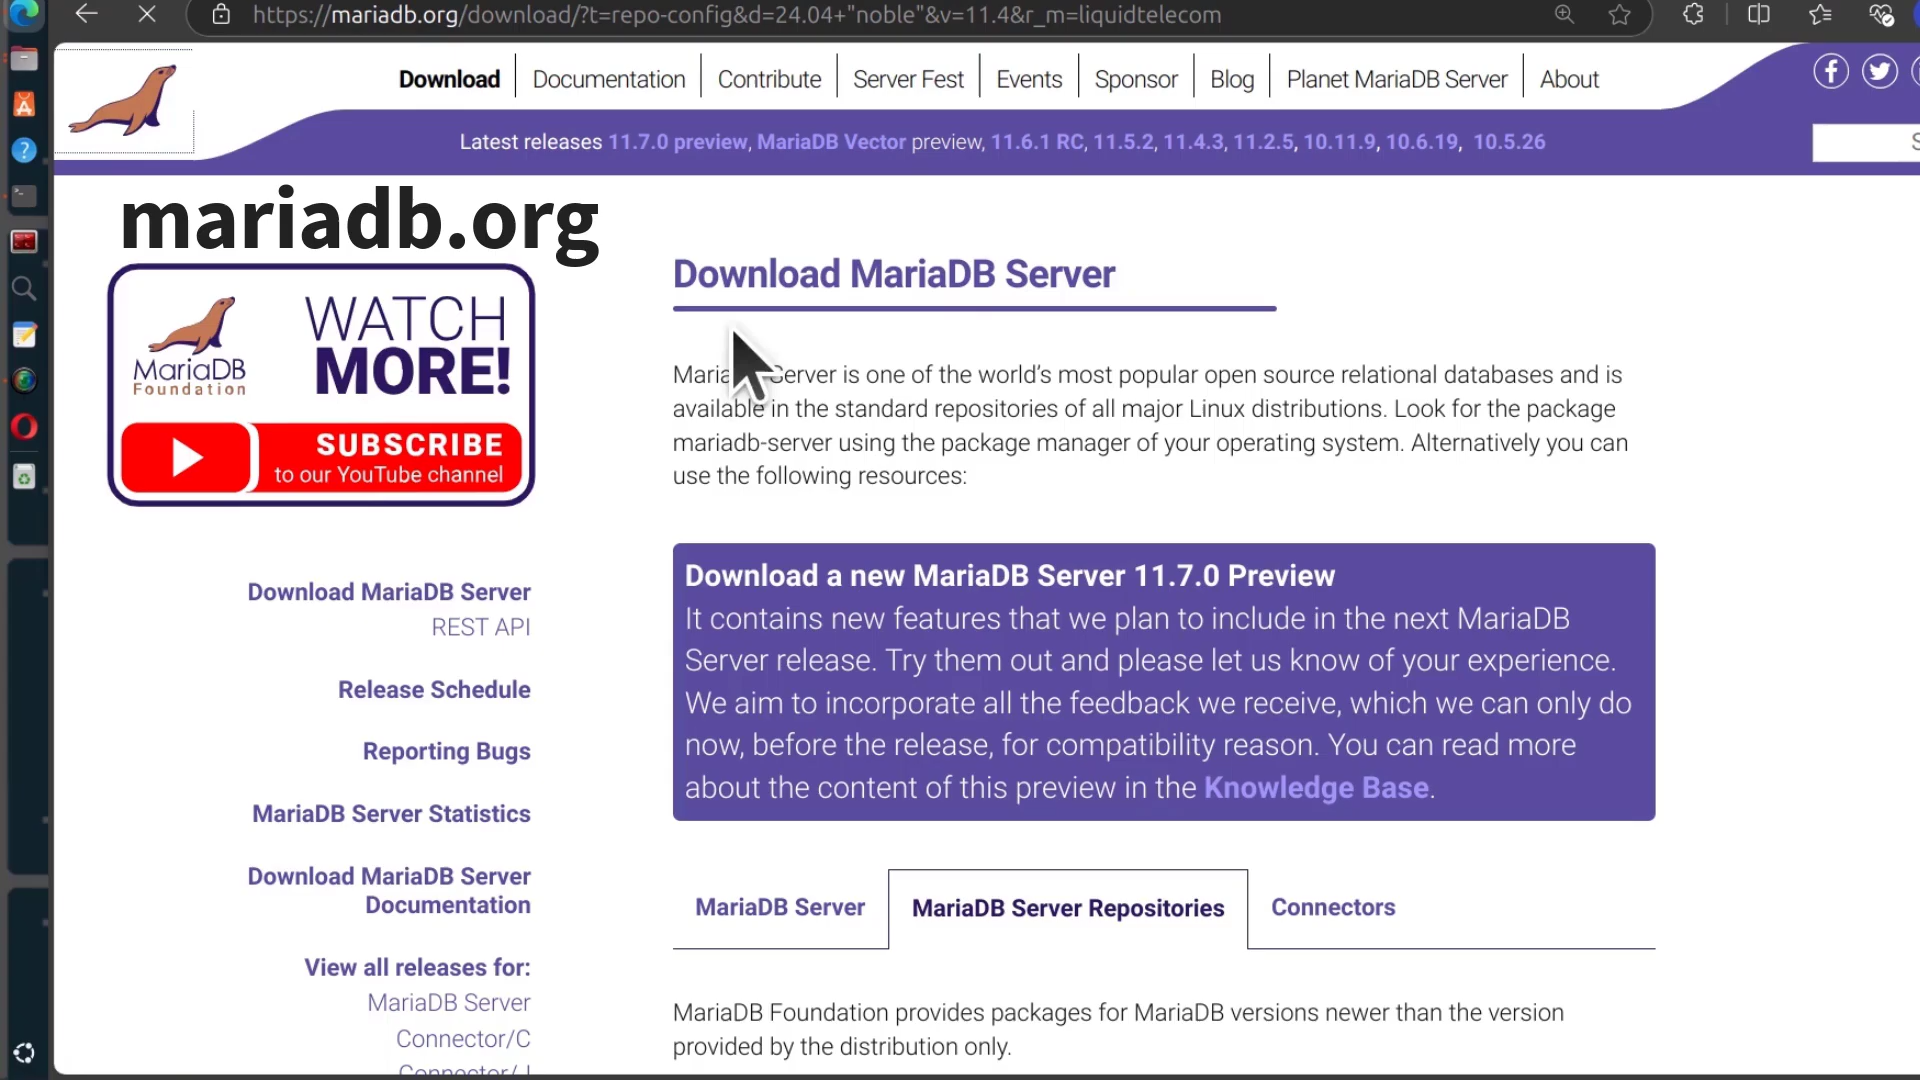 https://mariadb.org/download/?t=repo-config&d=24.04+"noble"&v=11.4&r_m=liquidtelecom
Download
Documentation
Contribute
Server Fest
Events
Sponsor
Blog
Planet MariaDB Server
About
Latest releases 11.7.0 preview, MariaDB Vector preview, 11.6.1 RC, 11.5.2, 11.4.3, 11.2.5, 10.11.9, 10.6.19, 10.5.26
mariadb.org
WATCH
MORE!
MariaDB
Foundation
SUBSCRIBE
to our YouTube channel
Download MariaDB Server
REST API
Release Schedule
Reporting Bugs
MariaDB Server Statistics
Download MariaDB Server
Documentation
View all releases for:
MariaDB Server
Connector/C
Connector/J
Download MariaDB Server
Server is one of the world's most popular open source relational databases and is
available in the standard repositories of all major Linux distributions. Look for the package
mariadb-server using the package manager of your operating system. Alternatively you can
use the following resources:
Download a new MariaDB Server 11.7.0 Preview
It contains new features that we plan to include in the next MariaDB
Server release. Try them out and please let us know of your experience.
We aim to incorporate all the feedback we receive, which we can only do
now, before the release, for compatibility reason. You can read more
about the content of this preview in the Knowledge Base.
MariaDB Server
MariaDB Server Repositories
Connectors
MariaDB Foundation provides packages for MariaDB versions newer than the version
provided by the distribution only.